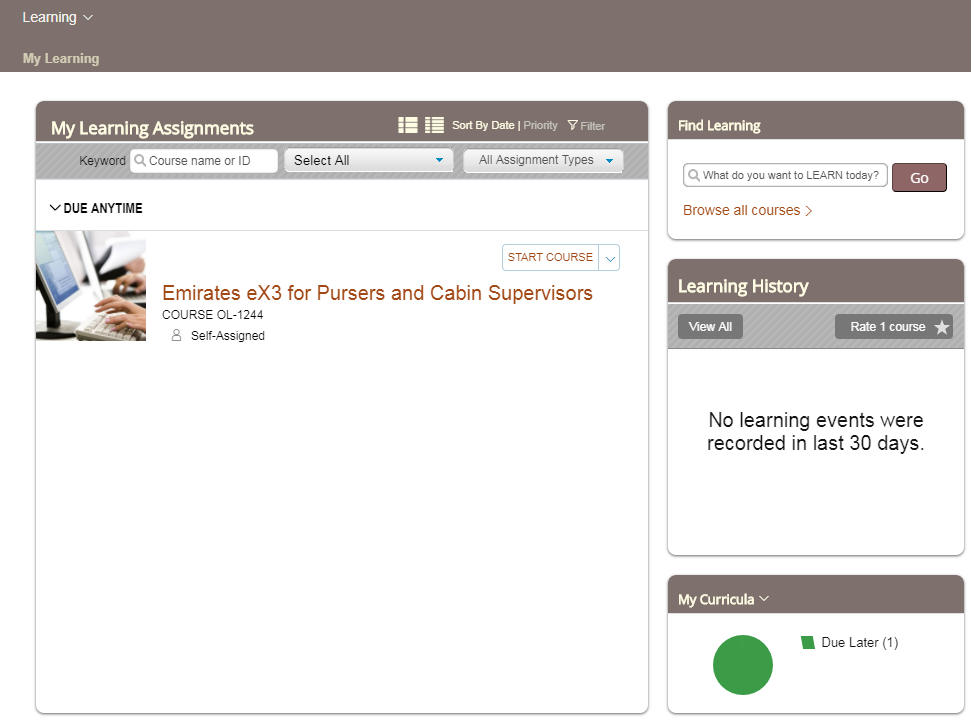 Learning
My Learning
My Learning Assignments
Sort By Date | Priority Filter
Keyword Course name or ID Select All All Assignment Types
DUE ANYTIME
START COURSE
Emirates eX3 for Pursers and Cabin Supervisors
COURSE OL-1244
Self-Assigned
Find Learning
What do you want to LEARN today? Go
Browse all courses
Learning History
View All Rate 1 course
No learning events were
recorded in last 30 days.
My Curricula
Due Later (1)